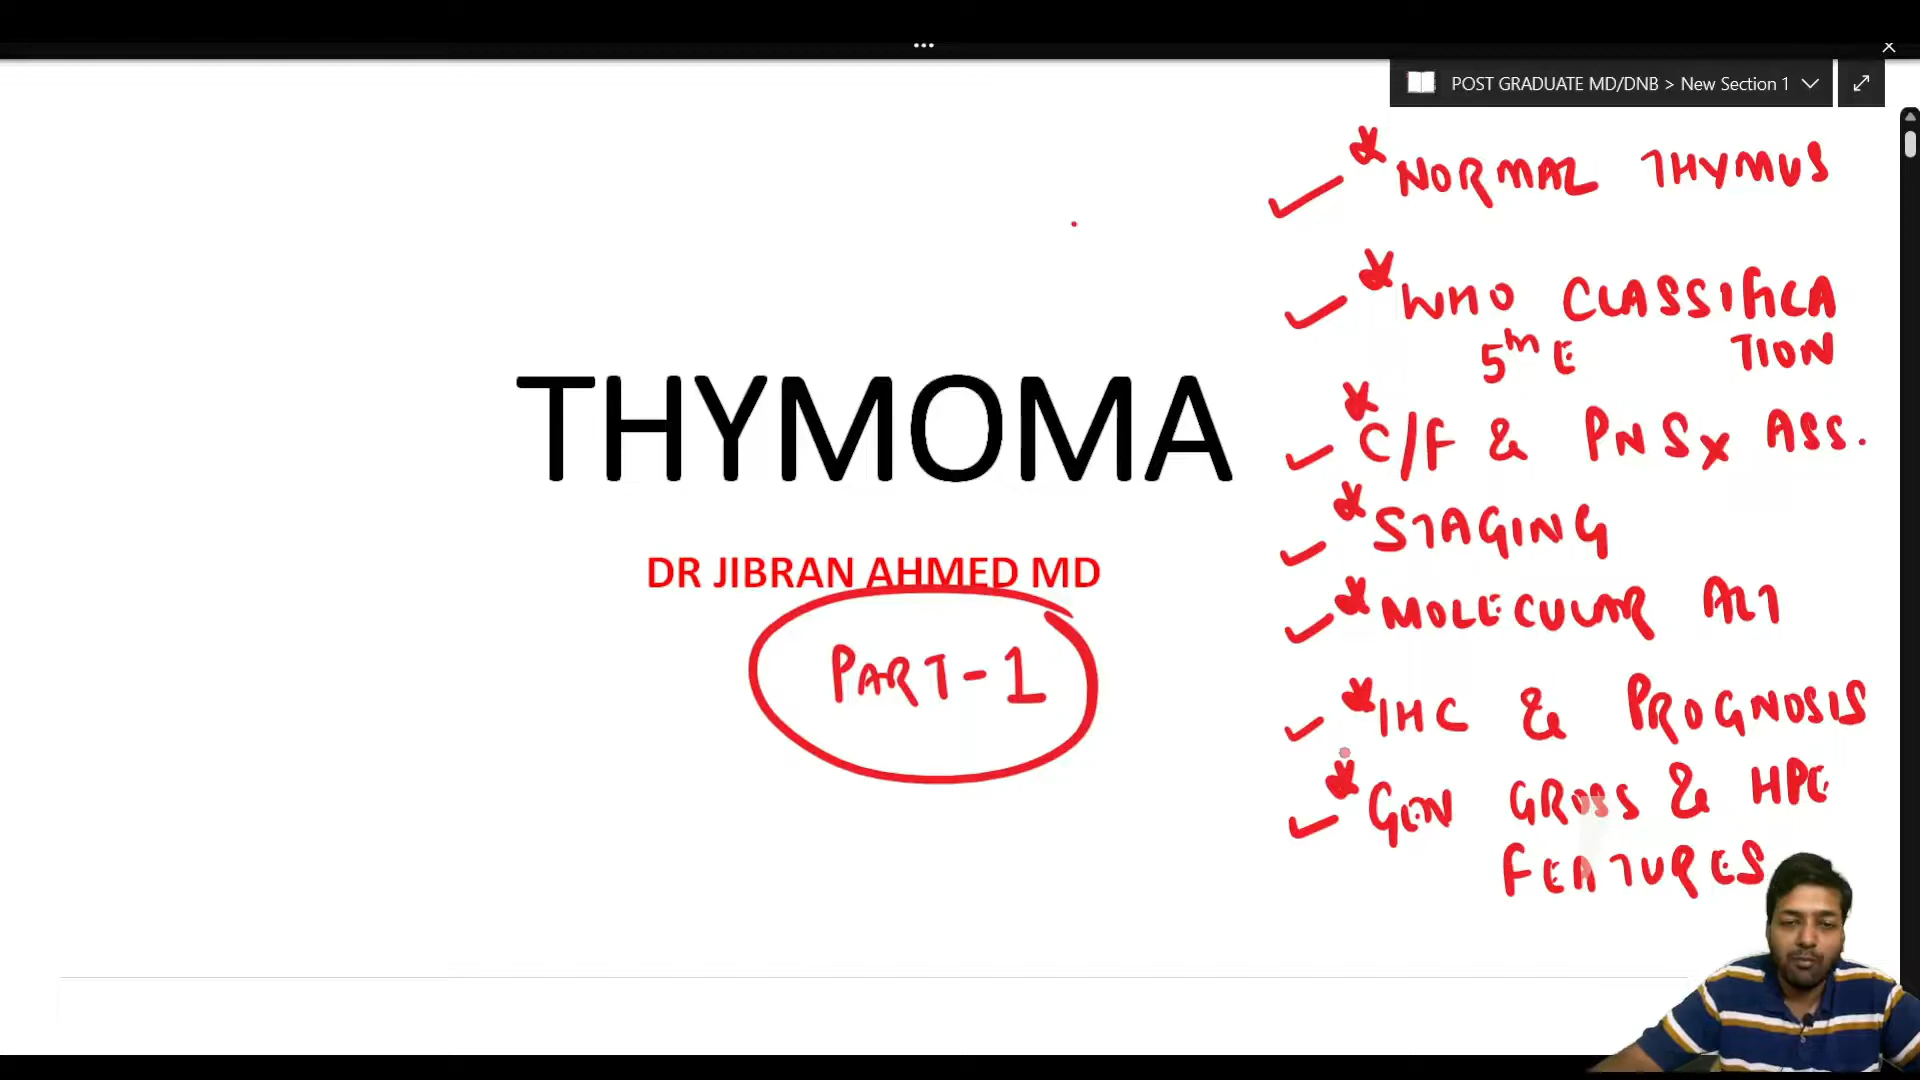 POST GRADUATE MD/DNB > New Section 1
NORMAL THYMUS
WHO CLASSIFICA
TION
5th E
C/F & PNSx ASS.
STAGING
MOLECULAR ALT
IHC & PROGNOSIS
GEN GROSS & HPE
FEATURES
THYMOMA
DR JIBRAN AHMED MD
PART-1